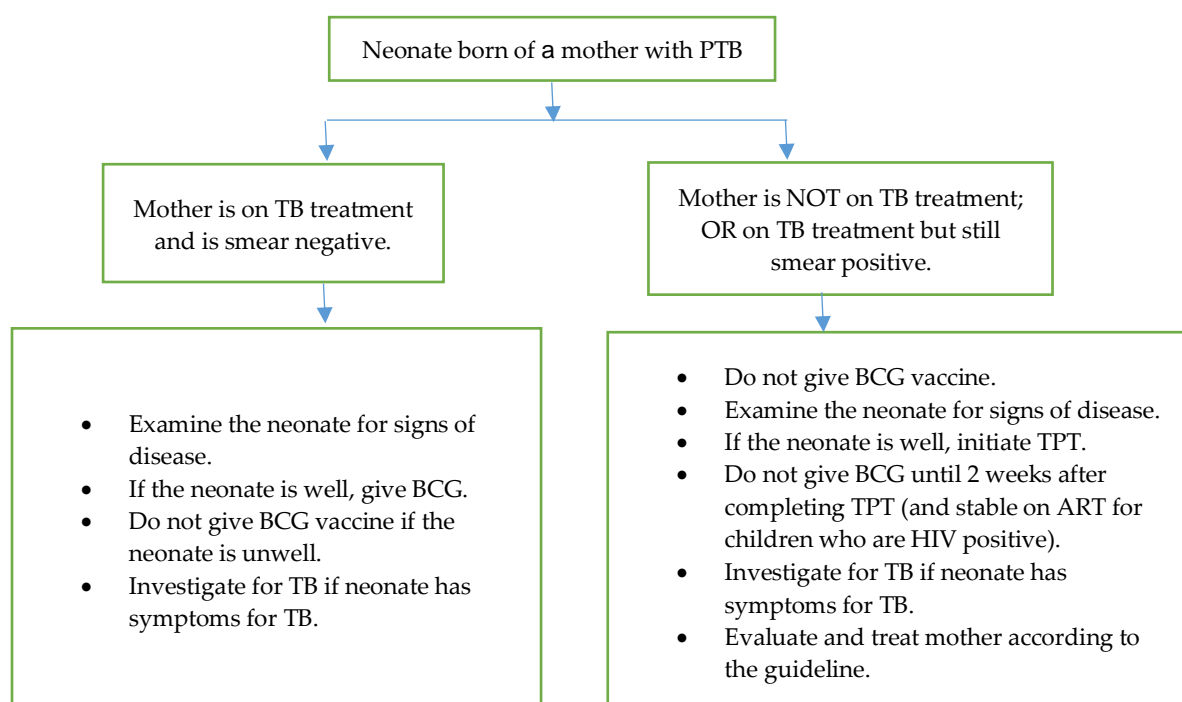 Neonate born of a mother with PTB
Mother is on TB treatment
and is smear negative.
Mother is NOT on TB treatment;
OR on TB treatment but still
smear positive.
• Examine the neonate for signs of
disease.
• If the neonate is well, give BCG.
• Do not give BCG vaccine if the
neonate is unwell.
• Investigate for TB if neonate has
symptoms for TB.
• Do not give BCG vaccine.
• Examine the neonate for signs of disease.
• If the neonate is well, initiate TPT.
• Do not give BCG until 2 weeks after
completing TPT (and stable on ART for
children who are HIV positive).
• Investigate for TB if neonate has
symptoms for TB.
• Evaluate and treat mother according to
the guideline.